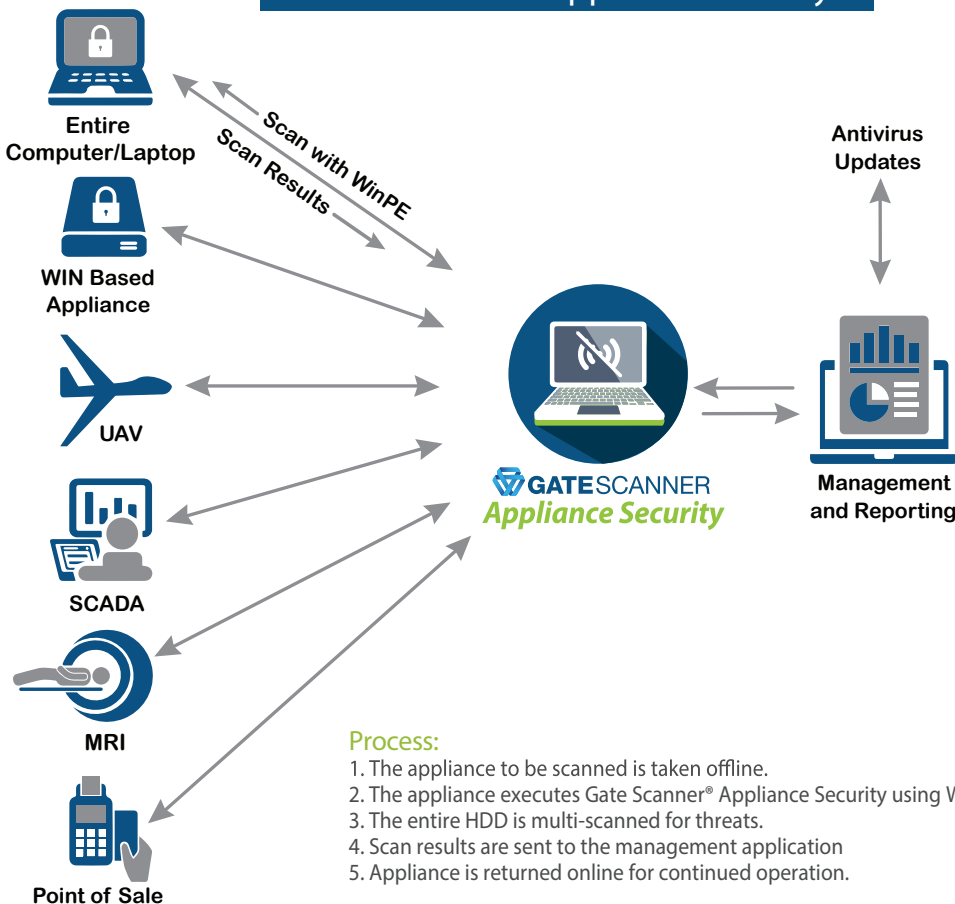 Entire
Computer/Laptop
Scan with WinPE
Scan Results
WIN Based
Appliance
UAV
SCADA
MRI
Point of Sale
GATESCANNER
Appliance Security
Antivirus
Updates
Management
and Reporting
Process:
1. The appliance to be scanned is taken offline.
2. The appliance executes Gate Scanner® Appliance Security using
3. The entire HDD is multi-scanned for threats.
4. Scan results are sent to the management application
5. Appliance is returned online for continued operation.